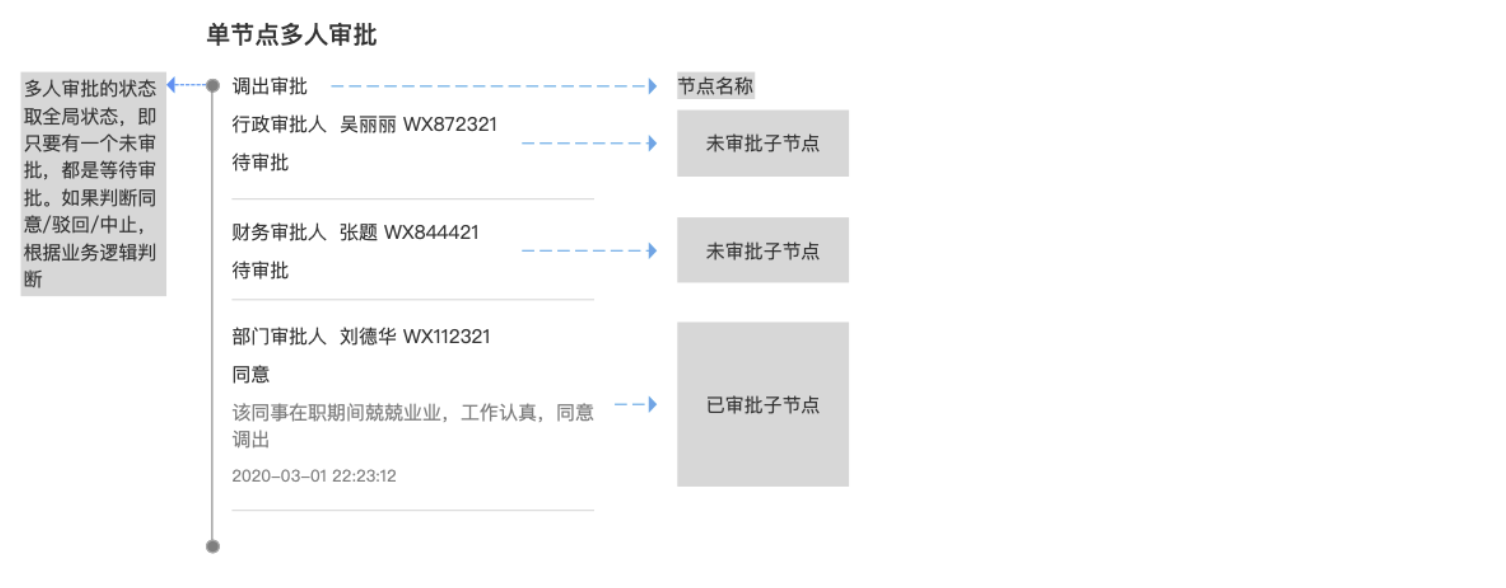 单节点多人审批
多人审批的状态
取全局状态，即
只要有一个未审
批，都是等待审
批。如果判断同
意/驳回/中止，
根据业务逻辑判
断
调出审批
节点名称
行政审批人 吴丽丽 WX872321
待审批
未审批子节点
财务审批人 张题 WX844421
待审批
未审批子节点
部门审批人 刘德华 WX112321
同意
该同事在职期间兢兢业业，工作认真，同意
调出
2020-03-01 22:23:12
已审批子节点